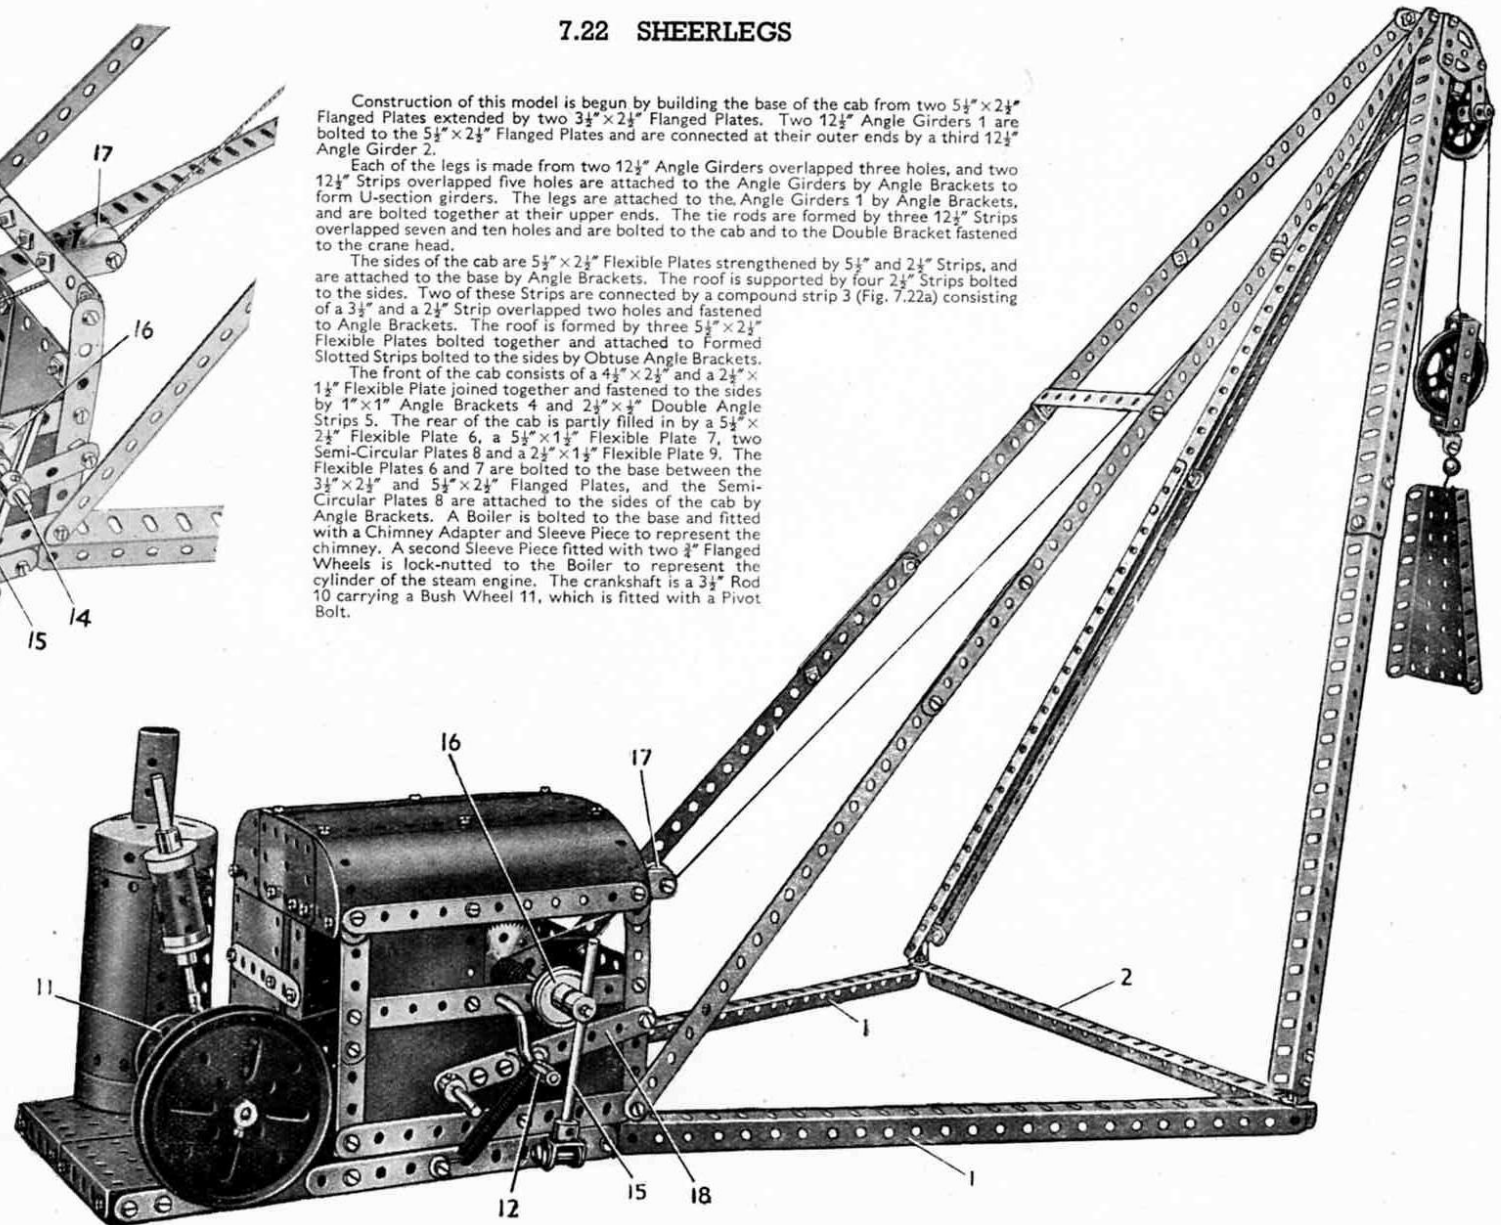 7.22 SHEERLEGS
Construction of this model is begun by building the base of the cab from two 5½″×2½″
Flanged Plates extended by two 3½″×2½″ Flanged Plates. Two 12½″ Angle Girders 1 are
bolted to the 5½″×2½″ Flanged Plates and are connected at their outer ends by a third 12½″
Angle Girder 2.
Each of the legs is made from two 12½″ Angle Girders overlapped three holes, and two
12½″ Strips overlapped five holes are attached to the Angle Girders by Angle Brackets to
form U-section girders. The legs are attached to the Angle Girders 1 by Angle Brackets,
and are bolted together at their upper ends. The tie rods are formed by three 12½″ Strips
overlapped seven and ten holes and are bolted to the cab and to the Double Bracket fastened
to the crane head.
The sides of the cab are 5½″×2½″ Flexible Plates strengthened by 5½″ and 2½″ Strips, and
are attached to the base by Angle Brackets. The roof is supported by four 2½″ Strips bolted
to the sides. Two of these Strips are connected by a compound strip 3 (Fig. 7.22a) consisting
of a 3½″ and a 2½″ Strip overlapped two holes and fastened
to Angle Brackets. The roof is formed by three 5½″×2½″
Flexible Plates bolted together and attached to Formed
Slotted Strips bolted to the sides by Obtuse Angle Brackets.
The front of the cab consists of a 4½″×2½″ and a 2½″×
1½″ Flexible Plate joined together and fastened to the sides
by 1″×1″ Angle Brackets 4 and 2½″×½″ Double Angle
Strips 5. The rear of the cab is partly filled in by a 5½″×
2½″ Flexible Plate 6, a 5½″×1½″ Flexible Plate 7, two
Semi-Circular Plates 8 and a 2½″×1½″ Flexible Plate 9. The
Flexible Plates 6 and 7 are bolted to the base between the
3½″×2½″ and 5½″×2½″ Flanged Plates, and the Semi-
Circular Plates 8 are attached to the sides of the cab by
Angle Brackets. A Boiler is bolted to the base and fitted
with a Chimney Adapter and Sleeve Piece to represent the
chimney. A second Sleeve Piece fitted with two ¾″ Flanged
Wheels is lock-nutted to the Boiler to represent the
cylinder of the steam engine. The crankshaft is a 3½″ Rod
10 carrying a Bush Wheel 11, which is fitted with a Pivot
Bolt.
17
16
14
15
16
17
11
2
1
1
12
15
18